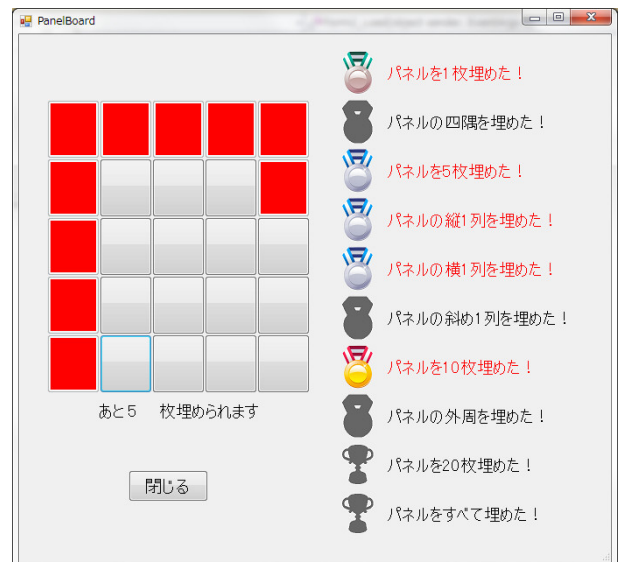 PanelBoard
パネルを1枚埋めた!
パネルの四隅を埋めた!
パネルを5枚埋めた!
パネルの縦1列を埋めた!
パネルの横1列を埋めた!
パネルの斜め1列を埋めた!
パネルを10枚埋めた!
パネルの外周を埋めた!
パネルを20枚埋めた!
パネルをすべて埋めた!
あと5 枚埋められます
閉じる